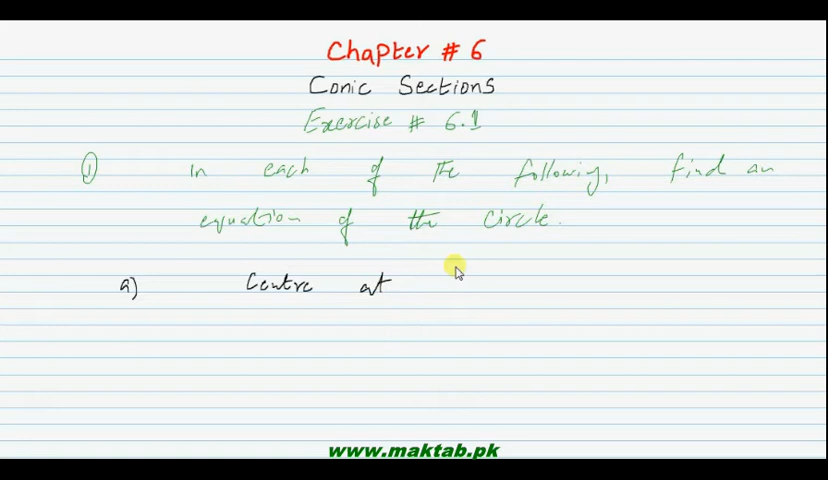 Chapter # 6
Conic Sections
Exercise # 6.1
① In each of the following, find an
equation of the circle.
a) Centre at
www.maktab.pk